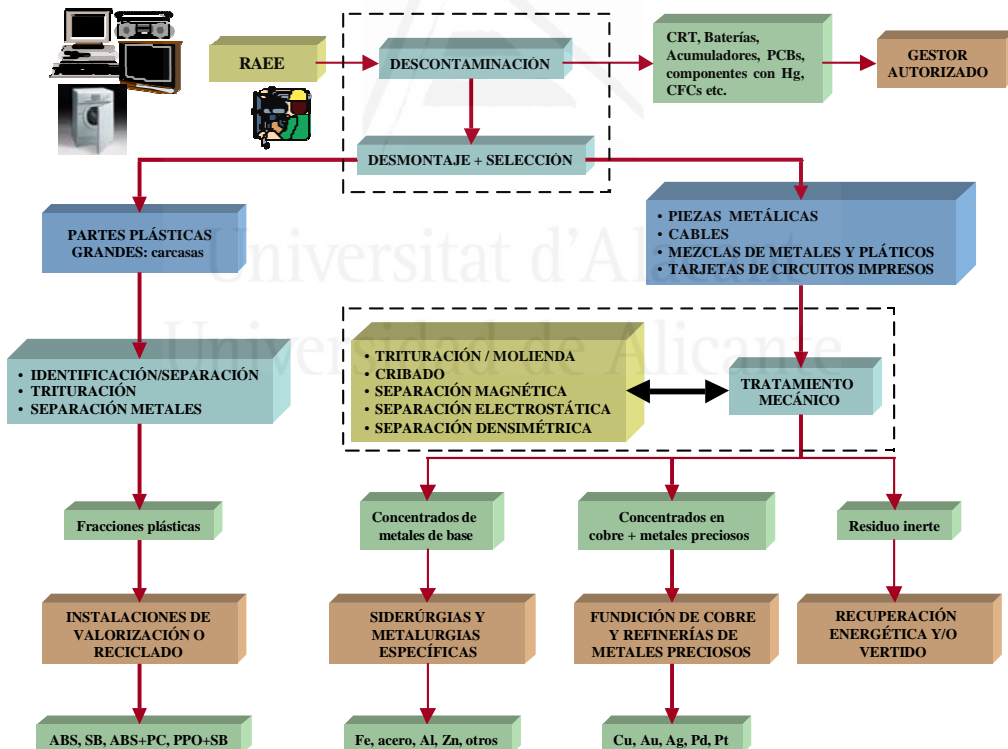 RAEE
DESCONTAMINACIÓN
CRT, Baterías,
Acumuladores, PCBs,
componentes con Hg,
CFCs etc.
GESTOR
AUTORIZADO
DESMONTAJE + SELECCIÓN
PARTES PLÁSTICAS
GRANDES: carcasas
• PIEZAS METÁLICAS
• CABLES
• MEZCLAS DE METALES Y PLÁTICOS
• TARJETAS DE CIRCUITOS IMPRESOS
Universitat d'Alacant
Universidad de Alicante
• IDENTIFICACIÓN/SEPARACIÓN
• TRITURACIÓN
• SEPARACIÓN METALES
• TRITURACIÓN / MOLIENDA
• CRIBADO
• SEPARACIÓN MAGNÉTICA
• SEPARACIÓN ELECTROSTÁTICA
• SEPARACIÓN DENSIMÉTRICA
TRATAMIENTO
MECÁNICO
Fracciones plásticas
Concentrados de
metales de base
Concentrados en
cobre + metales preciosos
Residuo inerte
INSTALACIONES DE
VALORIZACIÓN O
RECICLADO
SIDERÚRGIAS Y
METALURGIAS
ESPECÍFICAS
FUNDICIÓN DE COBRE
Y REFINERÍAS DE
METALES PRECIOSOS
RECUPERACIÓN
ENERGÉTICA Y/O
VERTIDO
ABS, SB, ABS+PC, PPO+SB
Fe, acero, Al, Zn, otros
Cu, Au, Ag, Pd, Pt